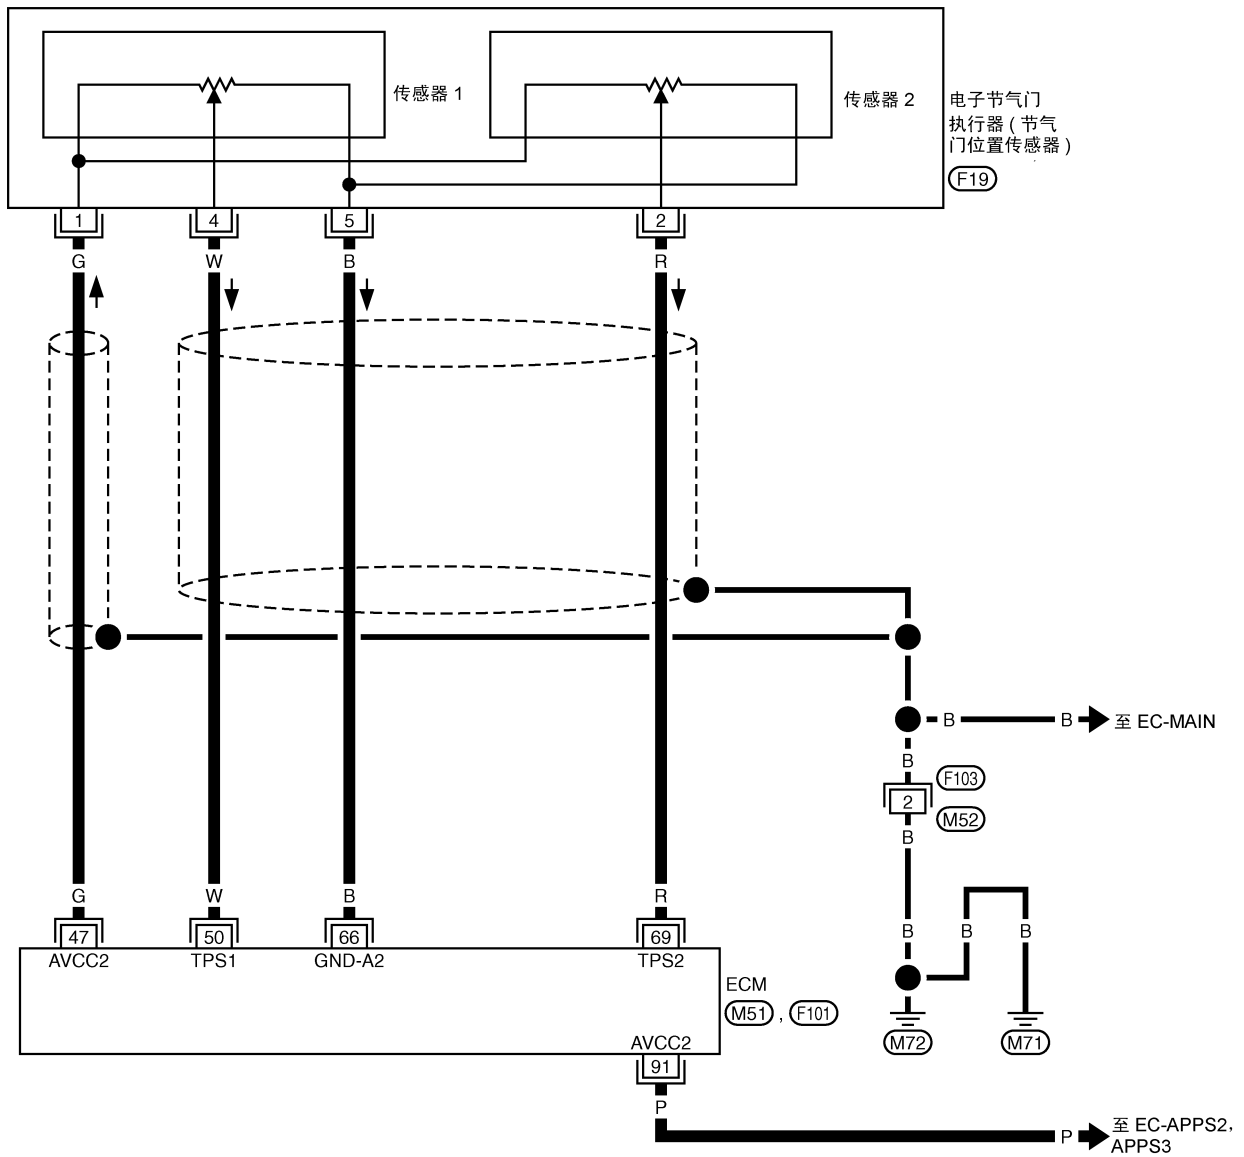 传感器 1
传感器 2
电子节气门
执行器 ( 节气
门位置传感器 )
F19
1 4 5 2
G W B R
B B 至 EC-MAIN
B
F103
2
M52
B
G W B R
47 50 66 69
AVCC2 TPS1 GND-A2 TPS2
B B B
ECM
M51 , F101
AVCC2
M72 M71
91
P
P 至 EC-APPS2,
APPS3